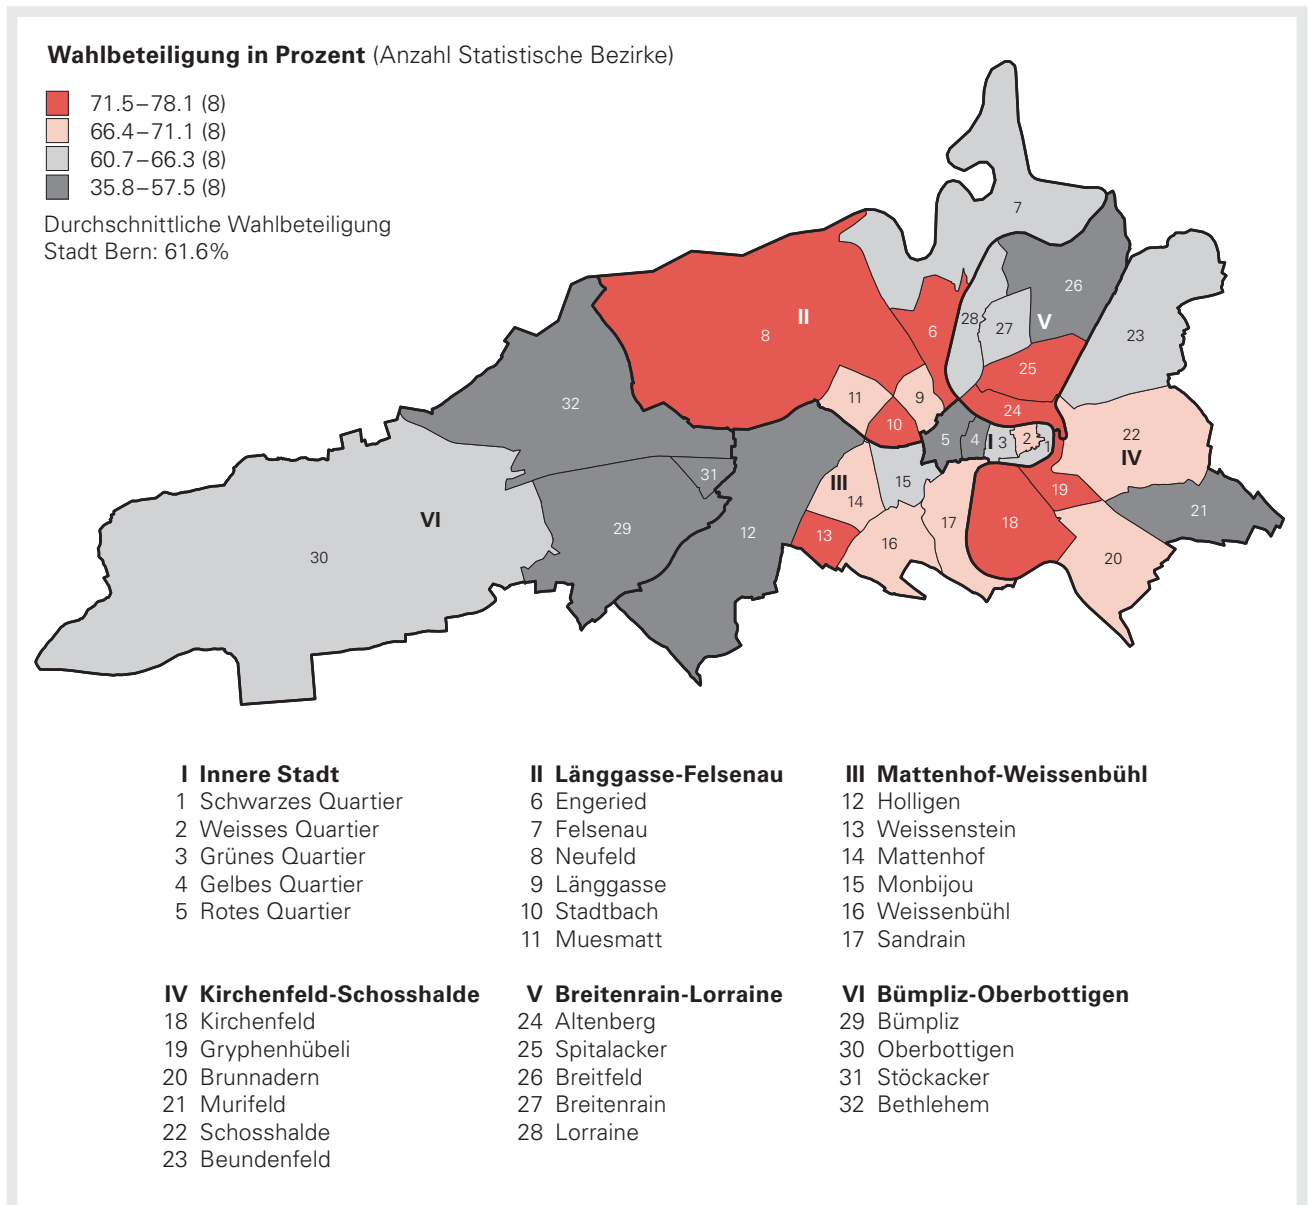 Wahlbeteiligung in Prozent (Anzahl Statistische Bezirke)
71.5–78.1 (8)
66.4–71.1 (8)
60.7–66.3 (8)
35.8–57.5 (8)
Durchschnittliche Wahlbeteiligung
Stadt Bern: 61.6%
7
26
II
28
27
V
8
6
23
25
11
9
32
24
10
22
5
4
I
3
2
1
IV
31
III
15
19
14
21
VI
17
18
29
12
13
16
30
20
I Innere Stadt
1 Schwarzes Quartier
2 Weisses Quartier
3 Grünes Quartier
4 Gelbes Quartier
5 Rotes Quartier
II Länggasse-Felsenau
6 Engeried
7 Felsenau
8 Neufeld
9 Länggasse
10 Stadtbach
11 Muesmatt
III Mattenhof-Weissenbühl
12 Holligen
13 Weissenstein
14 Mattenhof
15 Monbijou
16 Weissenbühl
17 Sandrain
IV Kirchenfeld-Schosshalde
18 Kirchenfeld
19 Gryphenhübeli
20 Brunnadern
21 Murifeld
22 Schosshalde
23 Beundenfeld
V Breitenrain-Lorraine
24 Altenberg
25 Spitalacker
26 Breitfeld
27 Breitenrain
28 Lorraine
VI Bümpliz-Oberbottigen
29 Bümpliz
30 Oberbottigen
31 Stöckacker
32 Bethlehem